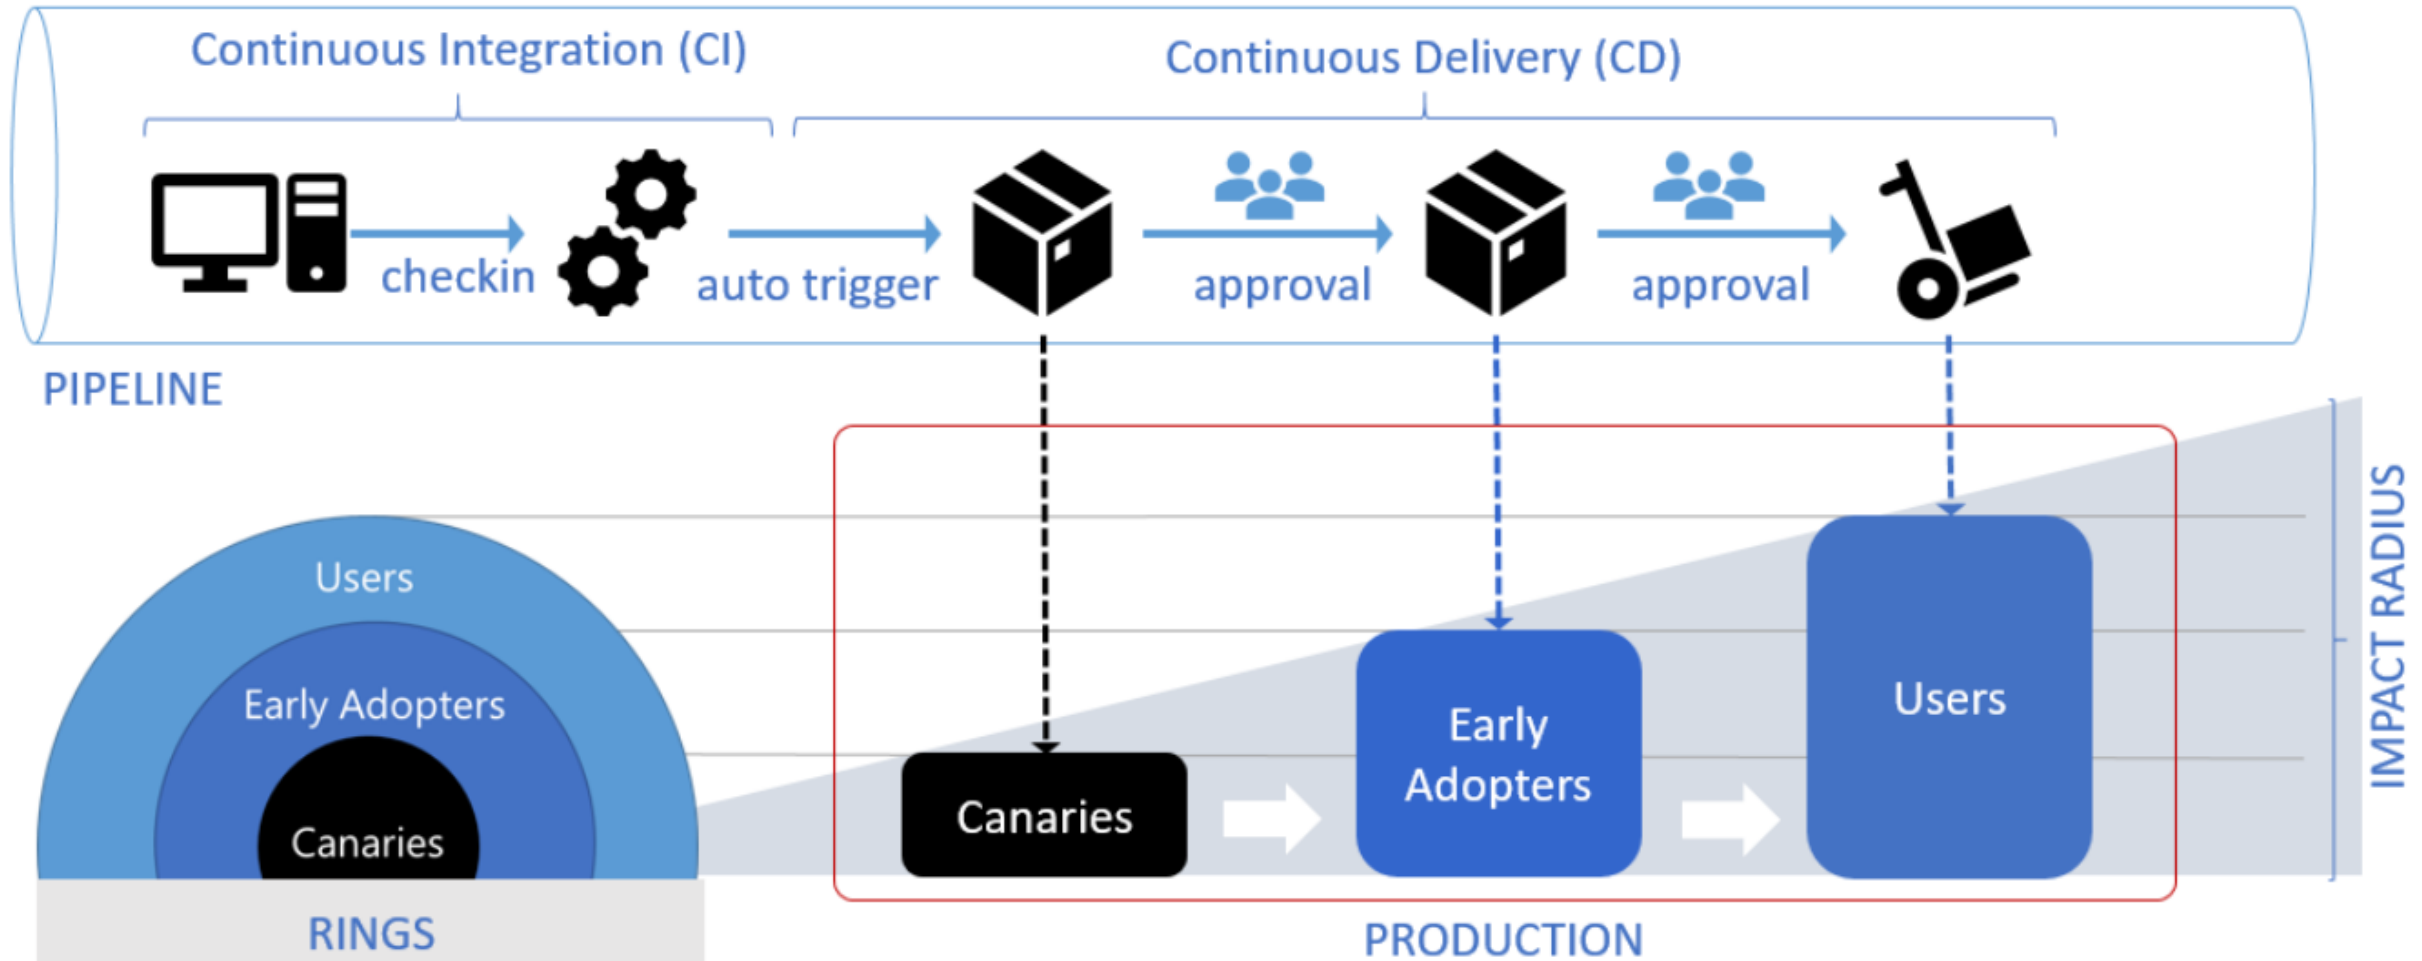 Continuous Integration (CI)
Continuous Delivery (CD)
checkin
auto trigger
approval
approval
PIPELINE
Users
Early Adopters
Canaries
RINGS
Canaries
Early
Adopters
Users
IMPACT RADIUS
PRODUCTION